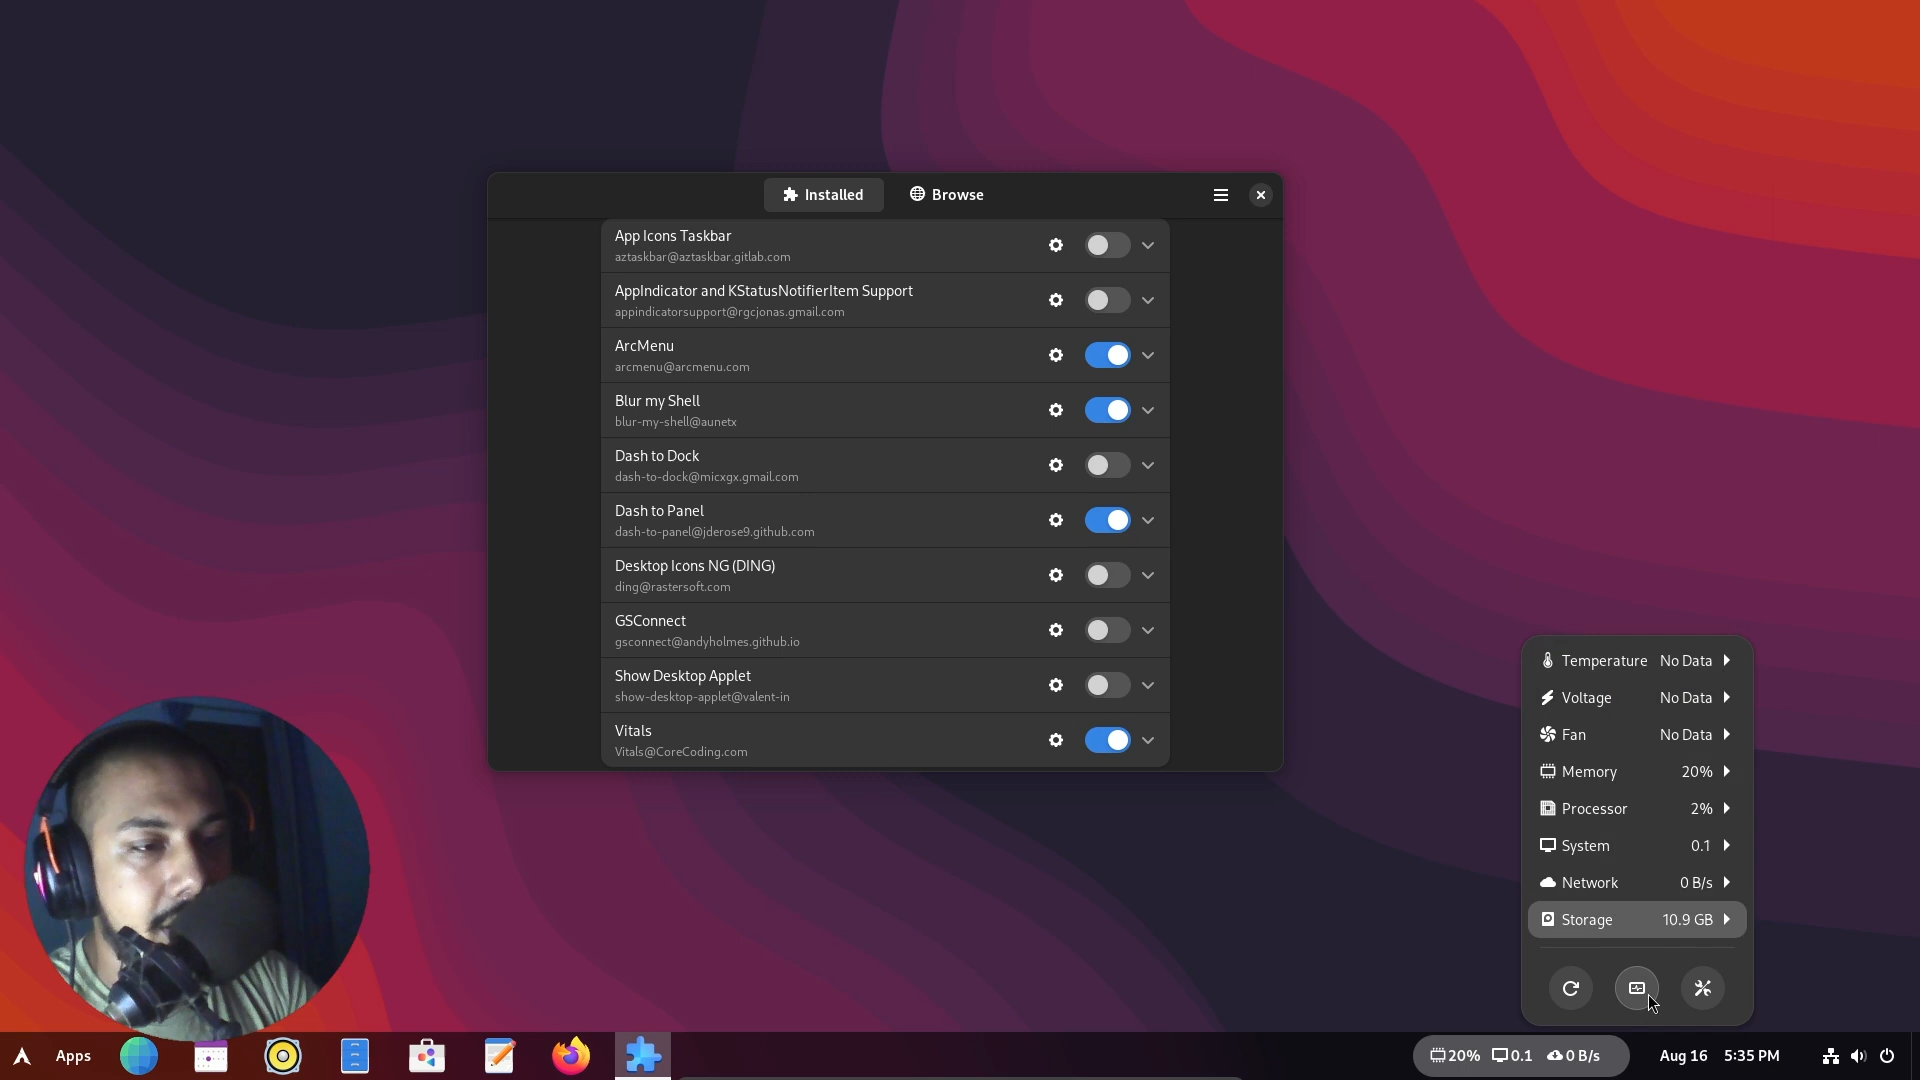 Installed
Browse
App Icons Taskbar
aztaskbar@aztaskbar.gitlab.com
AppIndicator and KStatusNotifierItem Support
appindicatorsupport@rgcjonas.gmail.com
ArcMenu
arcmenu@arcmenu.com
Blur my Shell
blur-my-shell@aunetx
Dash to Dock
dash-to-dock@micxgx.gmail.com
Dash to Panel
dash-to-panel@jderose9.github.com
Desktop Icons NG (DING)
ding@rastersoft.com
GSConnect
gsconnect@andyholmes.github.io
Show Desktop Applet
show-desktop-applet@valent-in
Vitals
Vitals@CoreCoding.com
Temperature No Data
Voltage No Data
Fan No Data
Memory 20%
Processor 2%
System 0.1
Network 0 B/s
Storage 10.9 GB
Apps
20% 0.1 0 B/s
Aug 16 5:35 PM